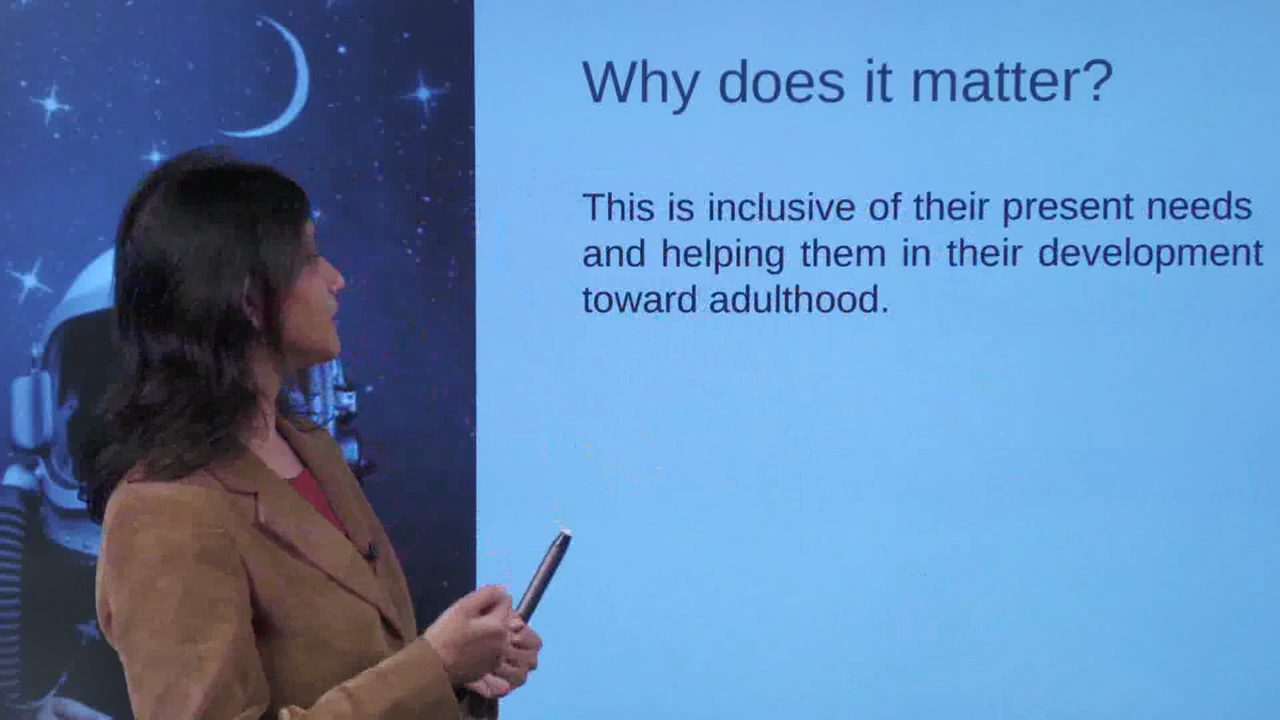 Why does it matter?
This is inclusive of their present needs
and helping them in their development
toward adulthood.